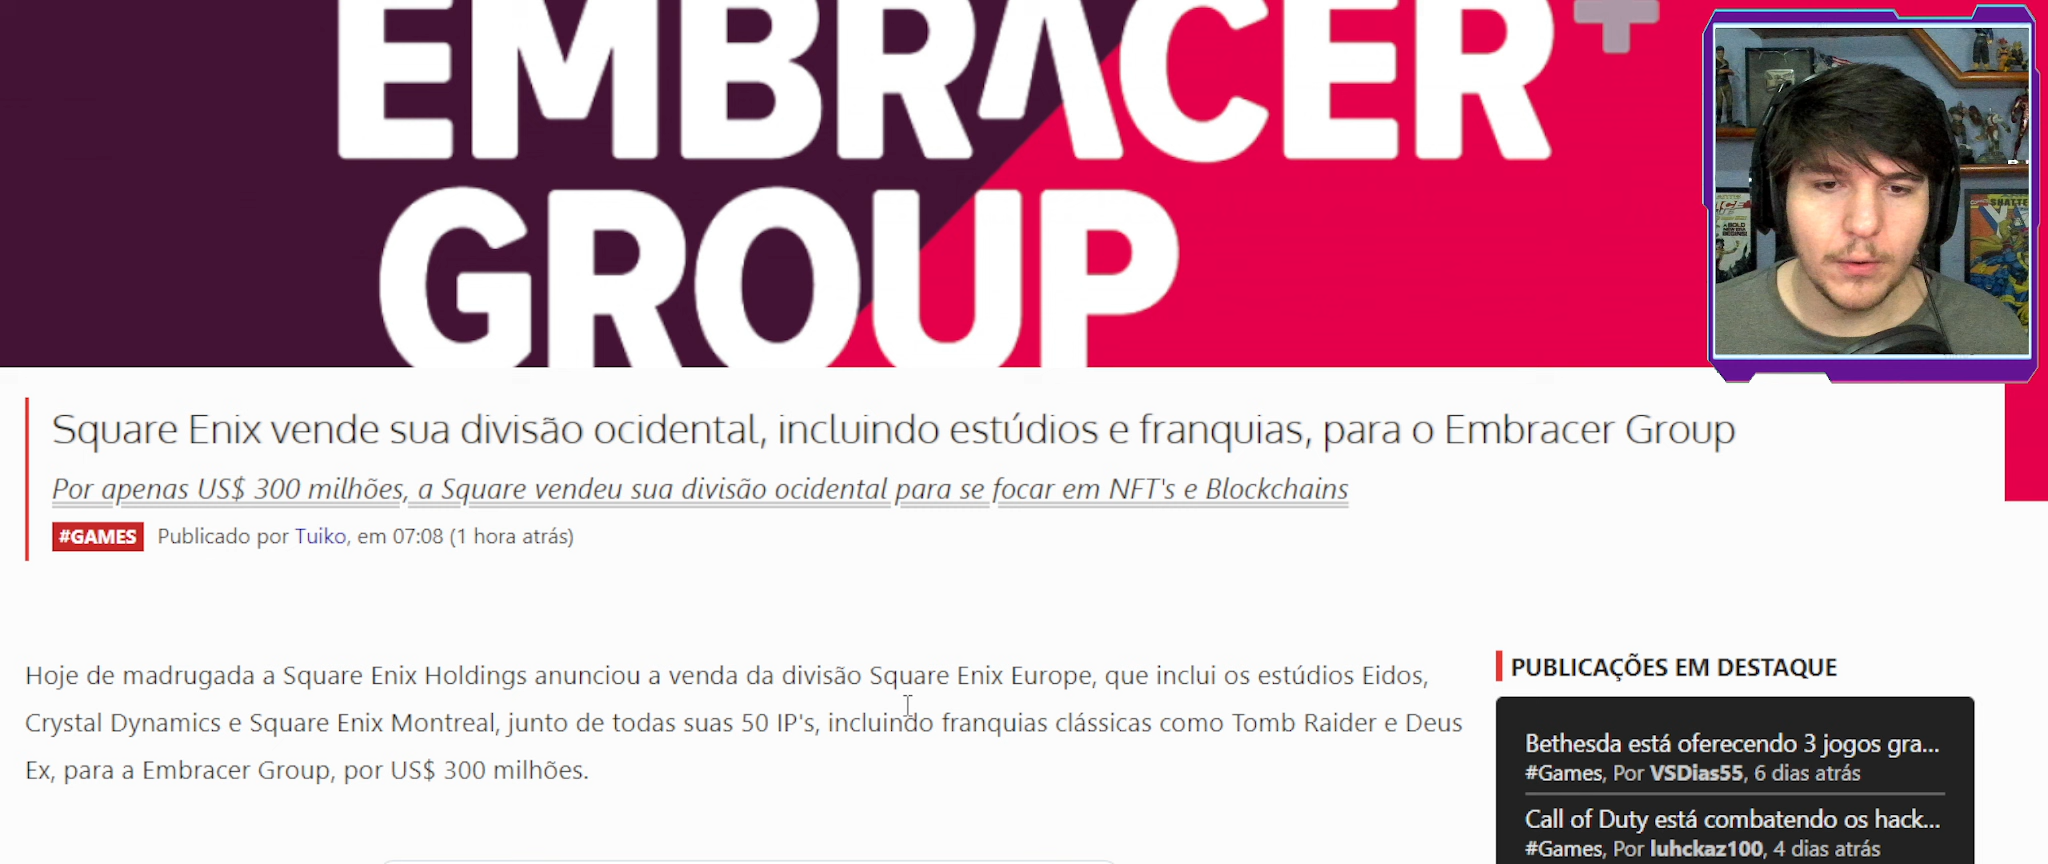 EMBRACER+
GROUP
Square Enix vende sua divisão ocidental, incluindo estúdios e franquias, para o Embracer Group
Por apenas US$ 300 milhões, a Square vendeu sua divisão ocidental para se focar em NFT's e Blockchains
#GAMES Publicado por Tuiko, em 07:08 (1 hora atrás)
Hoje de madrugada a Square Enix Holdings anunciou a venda da divisão Square Enix Europe, que inclui os estúdios Eidos,
Crystal Dynamics e Square Enix Montreal, junto de todas suas 50 IP's, incluindo franquias clássicas como Tomb Raider e Deus
Ex, para a Embracer Group, por US$ 300 milhões.
PUBLICAÇÕES EM DESTAQUE
Bethesda está oferecendo 3 jogos gra...
#Games, Por VSDias55, 6 dias atrás
Call of Duty está combatendo os hack...
#Games, Por luhckaz100, 4 dias atrás